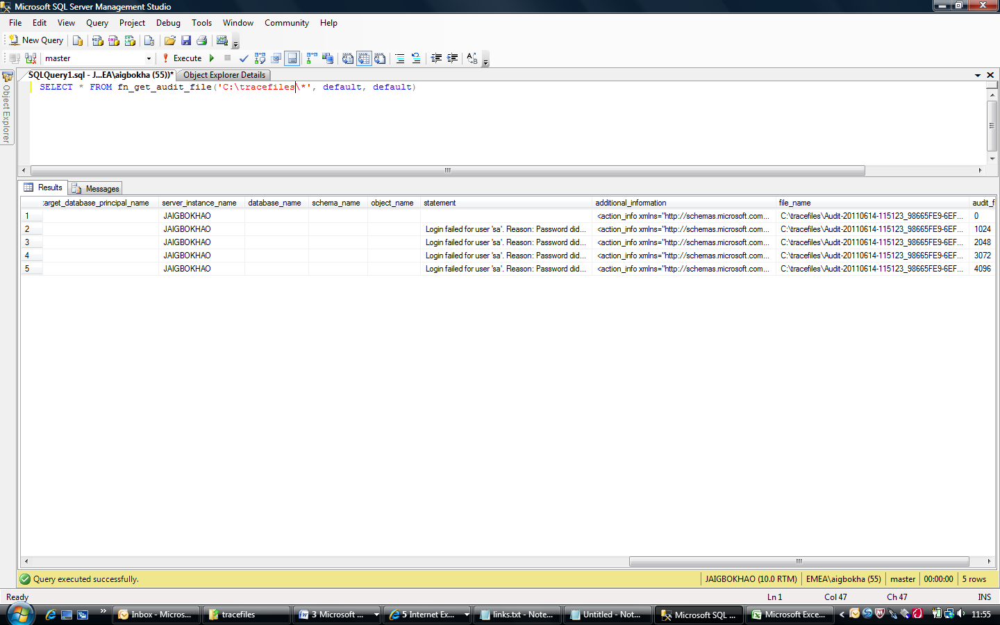 Microsoft SQL Server Management Studio
File Edit View Query Project Debug Tools Window Community Help
New Query
master Execute
SQLQuery1.sql - J...EA\aigbokha (55))* Object Explorer Details
Object Explorer
SELECT * FROM fn_get_audit_file('C:\tracefiles\*', default, default)
Results Messages
target_database_principal_name server_instance_name database_name schema_name object_name statement additional_information file_name audit_f
1 JAIGBOKHAO <action_info xmlns="http://schemas.microsoft.com... C:\tracefiles\Audit-20110614-115123_98665FE9-6EF... 0
2 JAIGBOKHAO Login failed for user 'sa'. Reason: Password did... <action_info xmlns="http://schemas.microsoft.com... C:\tracefiles\Audit-20110614-115123_98665FE9-6EF... 1024
3 JAIGBOKHAO Login failed for user 'sa'. Reason: Password did... <action_info xmlns="http://schemas.microsoft.com... C:\tracefiles\Audit-20110614-115123_98665FE9-6EF... 2048
4 JAIGBOKHAO Login failed for user 'sa'. Reason: Password did... <action_info xmlns="http://schemas.microsoft.com... C:\tracefiles\Audit-20110614-115123_98665FE9-6EF... 3072
5 JAIGBOKHAO Login failed for user 'sa'. Reason: Password did... <action_info xmlns="http://schemas.microsoft.com... C:\tracefiles\Audit-20110614-115123_98665FE9-6EF... 4096
Query executed successfully. JAIGBOKHAO (10.0 RTM) EMEA\aigbokha (55) master 00:00:00 5 rows
Ready Ln 1 Col 47 Ch 47 INS
Inbox - Micros... tracefiles 3 Microsoft ... 5 Internet Ex... links.txt - Note... Untitled - Not... Microsoft SQL ... Microsoft Exce... 11:55